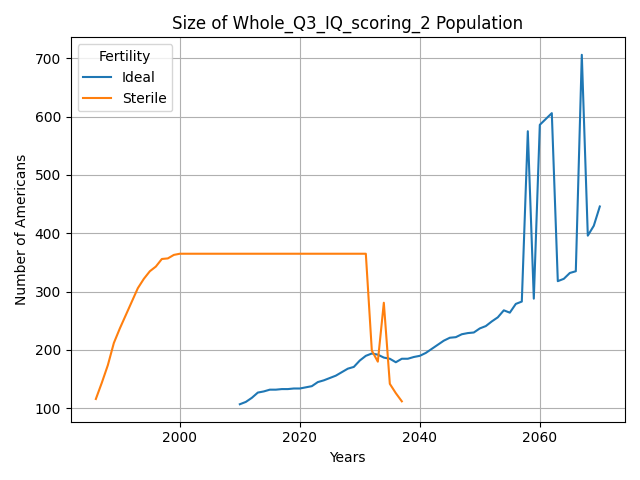 Size of Whole_Q3_IQ_scoring_2 Population
Fertility
Ideal
Sterile
Number of Americans
700
600
500
400
300
200
100
2000
2020
2040
2060
Years